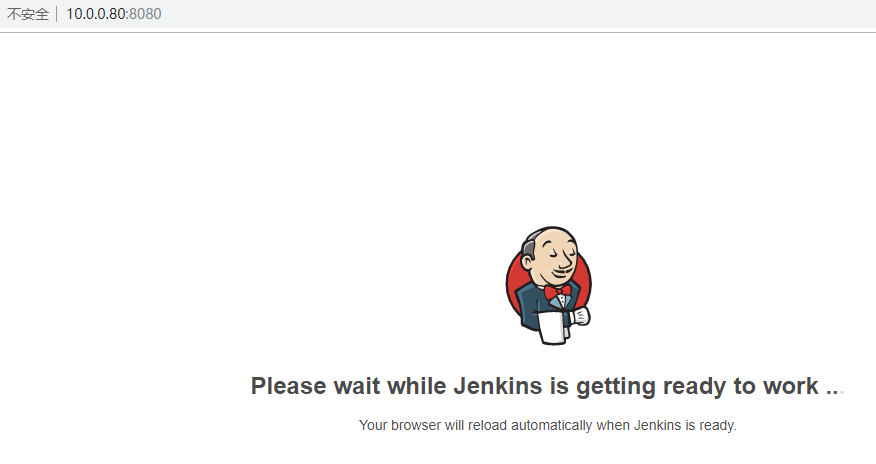 不安全 10.0.0.80:8080
Please wait while Jenkins is getting ready to work ...
Your browser will reload automatically when Jenkins is ready.